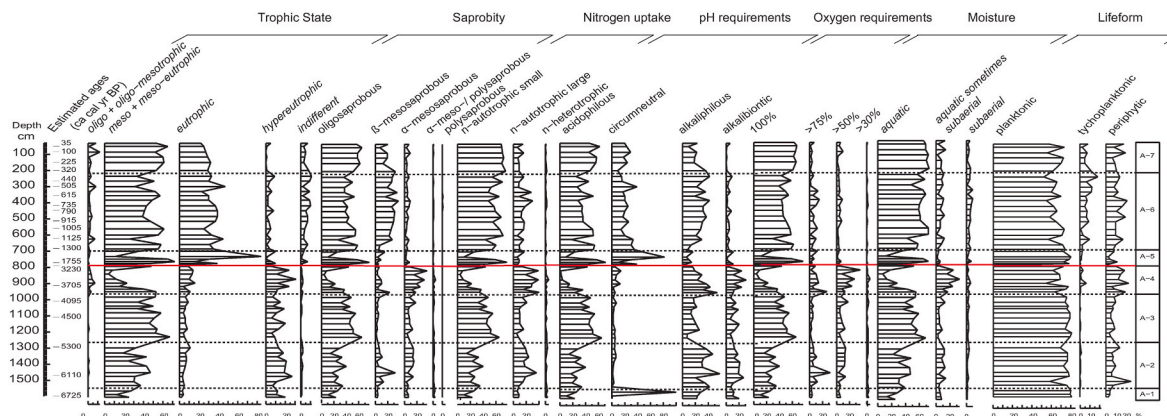 Trophic State Saprobity Nitrogen uptake pH requirements Oxygen requirements Moisture Lifeform
Depth cm
Estimated ages (ca cal yr BP)
oligo + oligo-mesotrophic
meso + meso-eutrophic
eutrophic
hypereutrophic
indifferent
oligosaprobous
ß-mesosaprobous
α-mesosaprobous
α-meso-/ polysaprobous
polysaprobous
n-autotrophic small
n-autotrophic large
n-heterotrophic
acidophilous
circumneutral
alkaliphilous
alkalibiontic
100%
>75%
>50%
>30%
aquatic
aquatic sometimes subaerial
subaerial
planktonic
tychoplanktonic
periphytic
100
200
300
400
500
600
700
800
900
1000
1100
1200
1300
1400
1500
35
100
225
320
440
505
615
735
790
915
1005
1125
1300
1755
3230
3705
4095
4500
5300
6110
6725
A-7
A-6
A-5
A-4
A-3
A-2
A-1